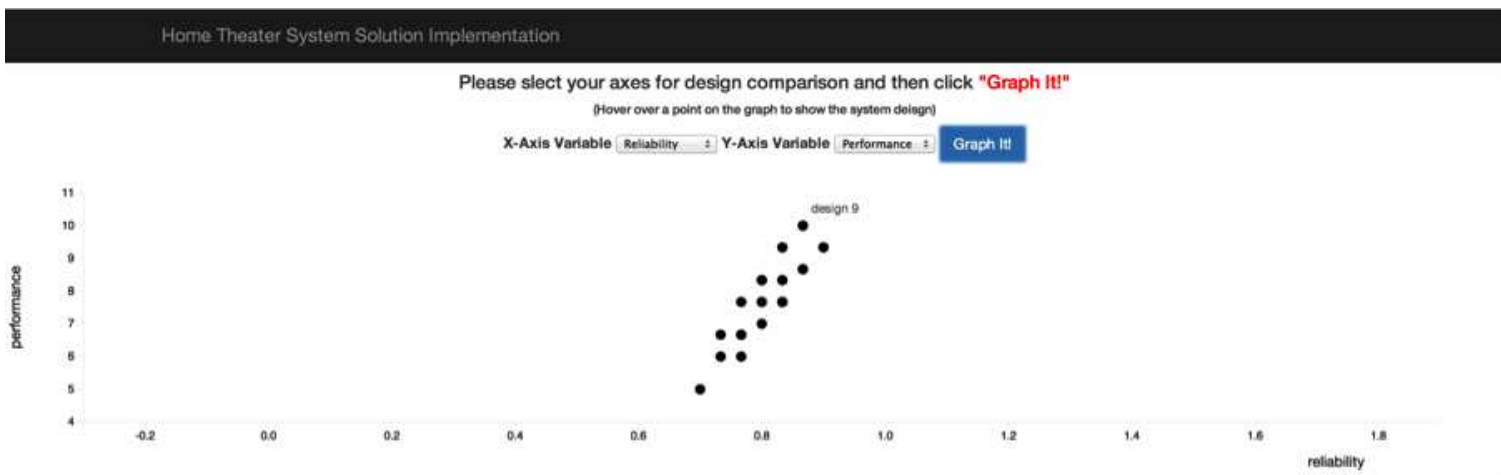 Home Theater System Solution Implementation
Please slect your axes for design comparison and then click "Graph It!"
(Hover over a point on the graph to show the system deisgn)
X-Axis Variable Reliability Y-Axis Variable Performance Graph It!
design 9
performance
11
10
9
8
7
6
5
4
-0.2 0.0 0.2 0.4 0.6 0.8 1.0 1.2 1.4 1.6 1.8
reliability